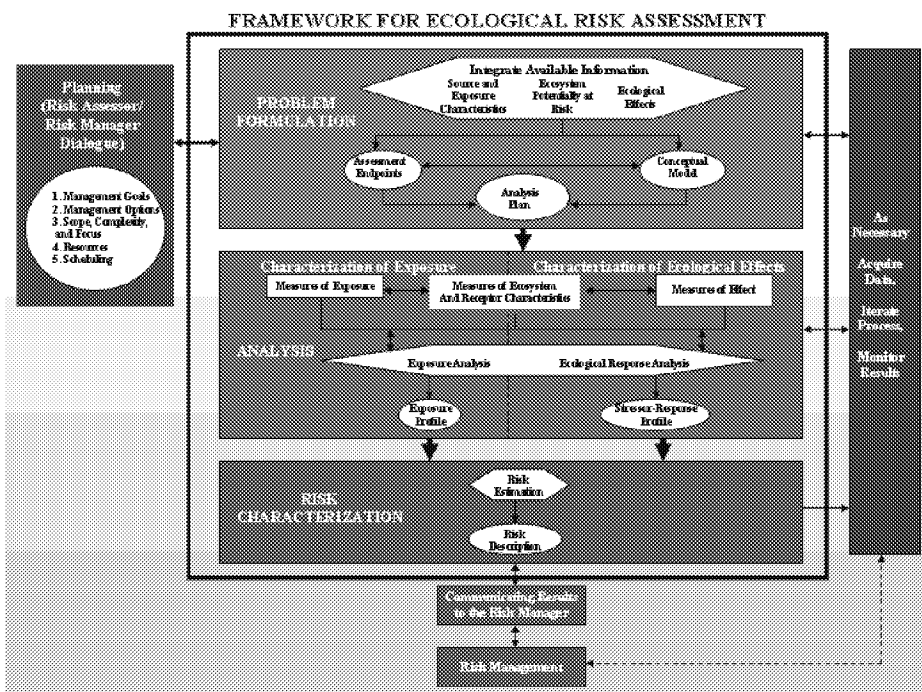 FRAMEWORK FOR ECOLOGICAL RISK ASSESSMENT
Planning
(Risk Assessor/
Risk Manager
Dialogue)
1. Management Goals
2. Management Options
3. Scope, Complexity,
and Focus
4. Resources
5. Scheduling
PROBLEM
FORMULATION
Integrate Available Information
Source and
Exposure
Characteristics
Ecosystem
Potentially at
Risk
Ecological
Effects
Assessment
Endpoints
Conceptual
Model
Analysis
Plan
Characterization of Exposure
Characterization of Ecological Effects
Measures of Exposure
Measures of Ecosystem
And Receptor Characteristics
Measures of Effect
ANALYSIS
Exposure Analysis
Ecological Response Analysis
Exposure
Profile
Stressor-Response
Profile
RISK
CHARACTERIZATION
Risk
Estimation
Risk
Description
Communicating Results
to the Risk Manager
Risk Management
As
Necessary
Acquire
Data,
Iterate
Process,
Monitor
Results